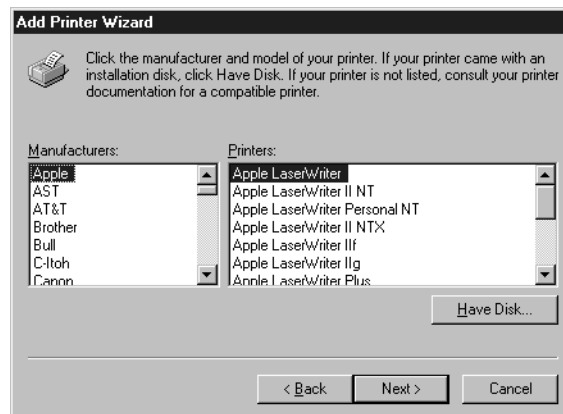 Add Printer Wizard
Click the manufacturer and model of your printer. If your printer came with an
installation disk, click Have Disk. If your printer is not listed, consult your printer
documentation for a compatible printer.
Manufacturers:
Printers:
Apple
AST
AT&T
Brother
Bull
C-Itoh
Canon
Apple LaserWriter
Apple LaserWriter II NT
Apple LaserWriter Personal NT
Apple LaserWriter II NTX
Apple LaserWriter IIf
Apple LaserWriter IIg
Apple LaserWriter Plus
Have Disk...
< Back
Next >
Cancel